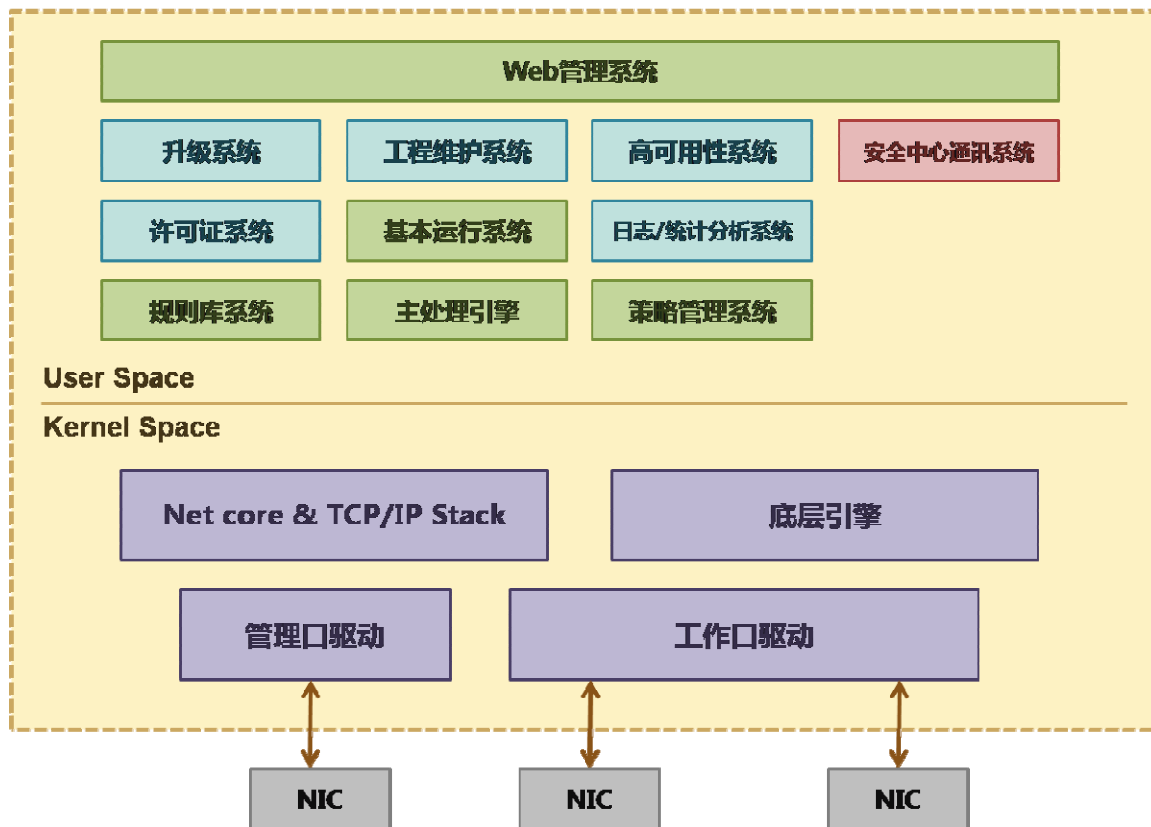 Web管理系统
升级系统
工程维护系统
高可用性系统
安全中心通讯系统
许可证系统
基本运行系统
日志/统计分析系统
规则库系统
主处理引擎
策略管理系统
User Space
Kernel Space
Net core & TCP/IP Stack
底层引擎
管理口驱动
工作口驱动
NIC
NIC
NIC